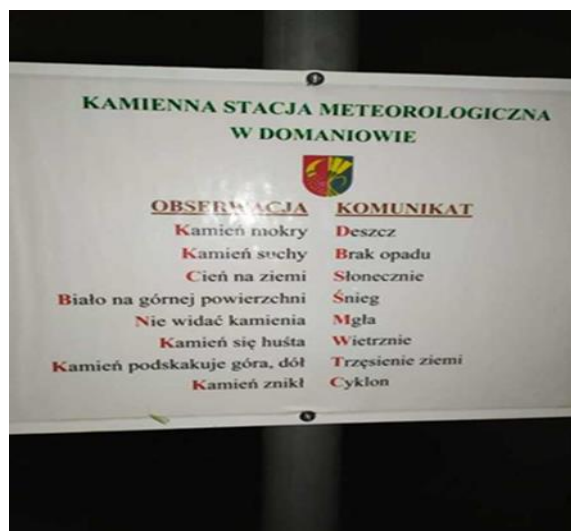 KAMIENNA STACJA METEOROLOGICZNA
W DOMANIOWIE
OBSERWACJA KOMUNIKAT
Kamień mokry Deszcz
Kamień suchy Brak opadu
Cień na ziemi Słonecznie
Biało na górnej powierzchni Śnieg
Nie widać kamienia Mgła
Kamień się huśta Wietrznie
Kamień podskakuje góra, dół Trzęsienie ziemi
Kamień znikł Cyklon